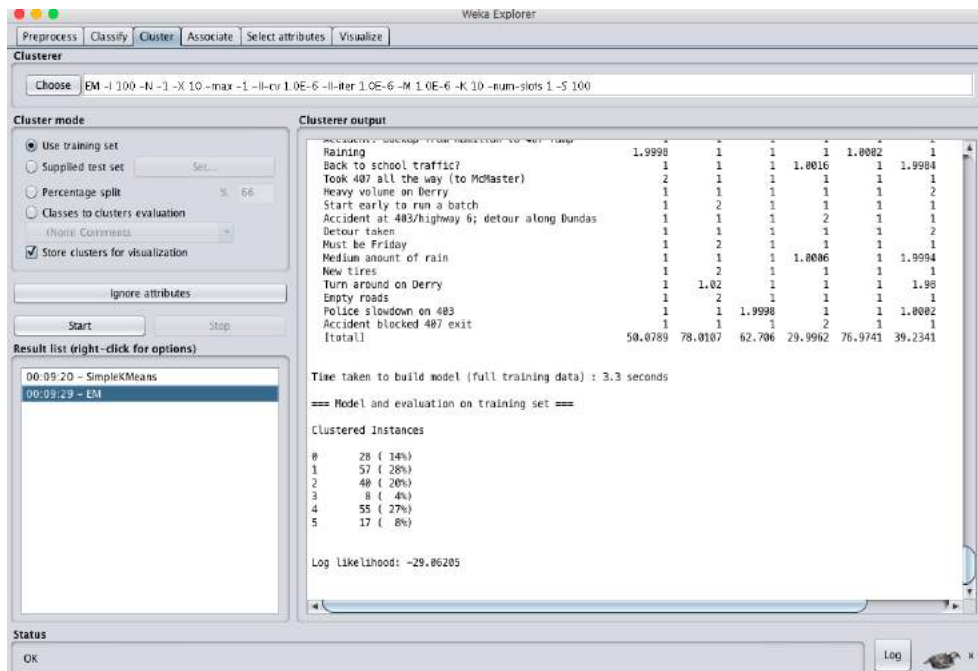 Weka Explorer
Preprocess Classify Cluster Associate Select attributes Visualize
Clusterer
Choose EM -I 100 -N -1 -X 10 -max -1 -ll-cv 1.0E-6 -ll-iter 1.0E-6 -M 1.0E-6 -K 10 -num-slots 1 -S 100
Cluster mode
Use training set
Supplied test set Set...
Percentage split % 66
Classes to clusters evaluation
(Nom) Comments
Store clusters for visualization
Ignore attributes
Start Stop
Result list (right-click for options)
00:09:20 - SimpleKMeans
00:09:29 - EM
Clusterer output
Raining 1.9998 1 1 1 1.0002 1
Back to school traffic? 1 1 1 1.0016 1 1.9984
Took 407 all the way (to McMaster) 2 1 1 1 1 1
Heavy volume on Derry 1 1 1 1 1 2
Start early to run a batch 1 2 1 1 1 1
Accident at 403/highway 6; detour along Dundas 1 1 1 2 1 1
Detour taken 1 1 1 1 1 2
Must be Friday 1 2 1 1 1 1
Medium amount of rain 1 1 1 1.0006 1 1.9994
New tires 1 2 1 1 1 1
Turn around on Derry 1 1.02 1 1 1 1.98
Empty roads 1 2 1 1 1 1
Police slowdown on 403 1 1 1.9998 1 1 1.0002
Accident blocked 407 exit 1 1 1 2 1 1
[total] 50.0789 78.0107 62.706 29.9962 76.9741 39.2341
Time taken to build model (full training data) : 3.3 seconds
=== Model and evaluation on training set ===
Clustered Instances
0 28 ( 14%)
1 57 ( 28%)
2 40 ( 20%)
3 8 ( 4%)
4 55 ( 27%)
5 17 ( 8%)
Log likelihood: -29.06205
Status
OK
Log
x